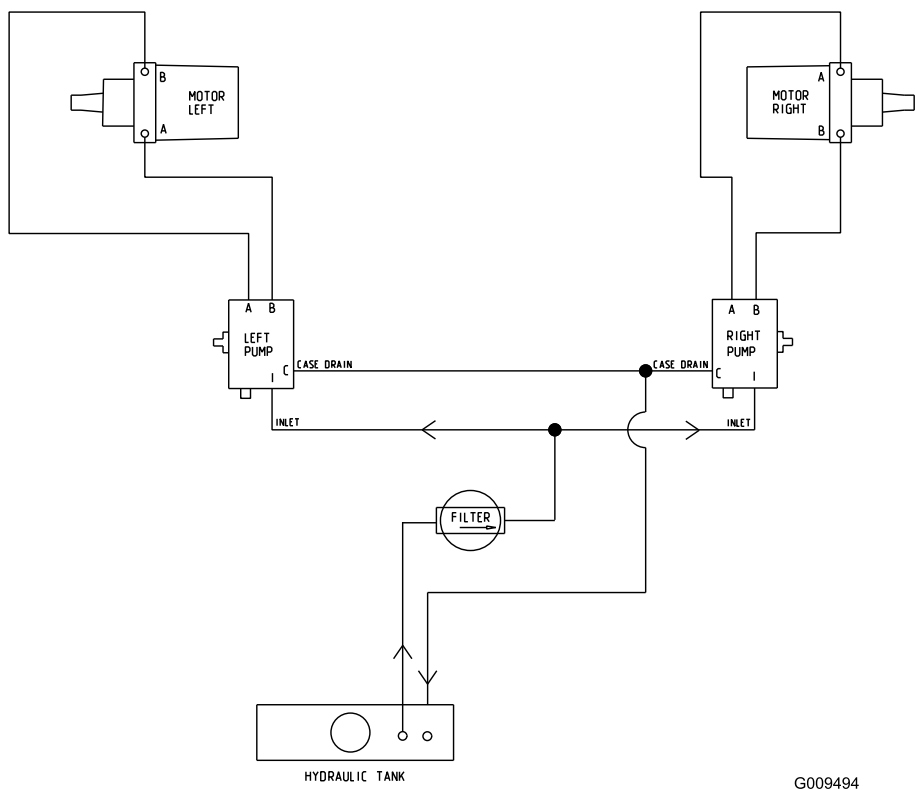 B
MOTOR
LEFT
A
A
MOTOR
RIGHT
B
A B
LEFT
PUMP
C
I
CASE DRAIN
INLET
A B
RIGHT
PUMP
C
I
CASE DRAIN
INLET
FILTER
HYDRAULIC TANK
G009494